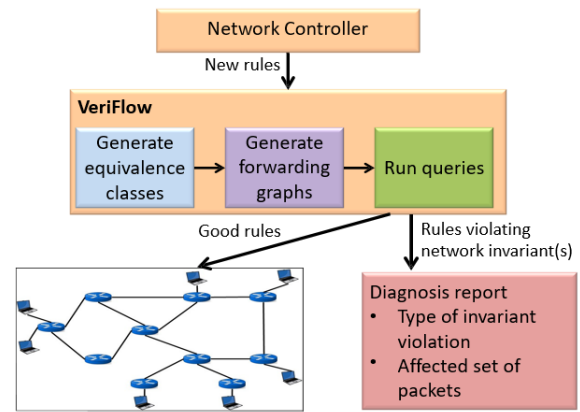 Network Controller
New rules
VeriFlow
Generate
equivalence
classes
Generate
forwarding
graphs
Run queries
Good rules
Rules violating
network invariant(s)
Diagnosis report
• Type of invariant
violation
• Affected set of
packets